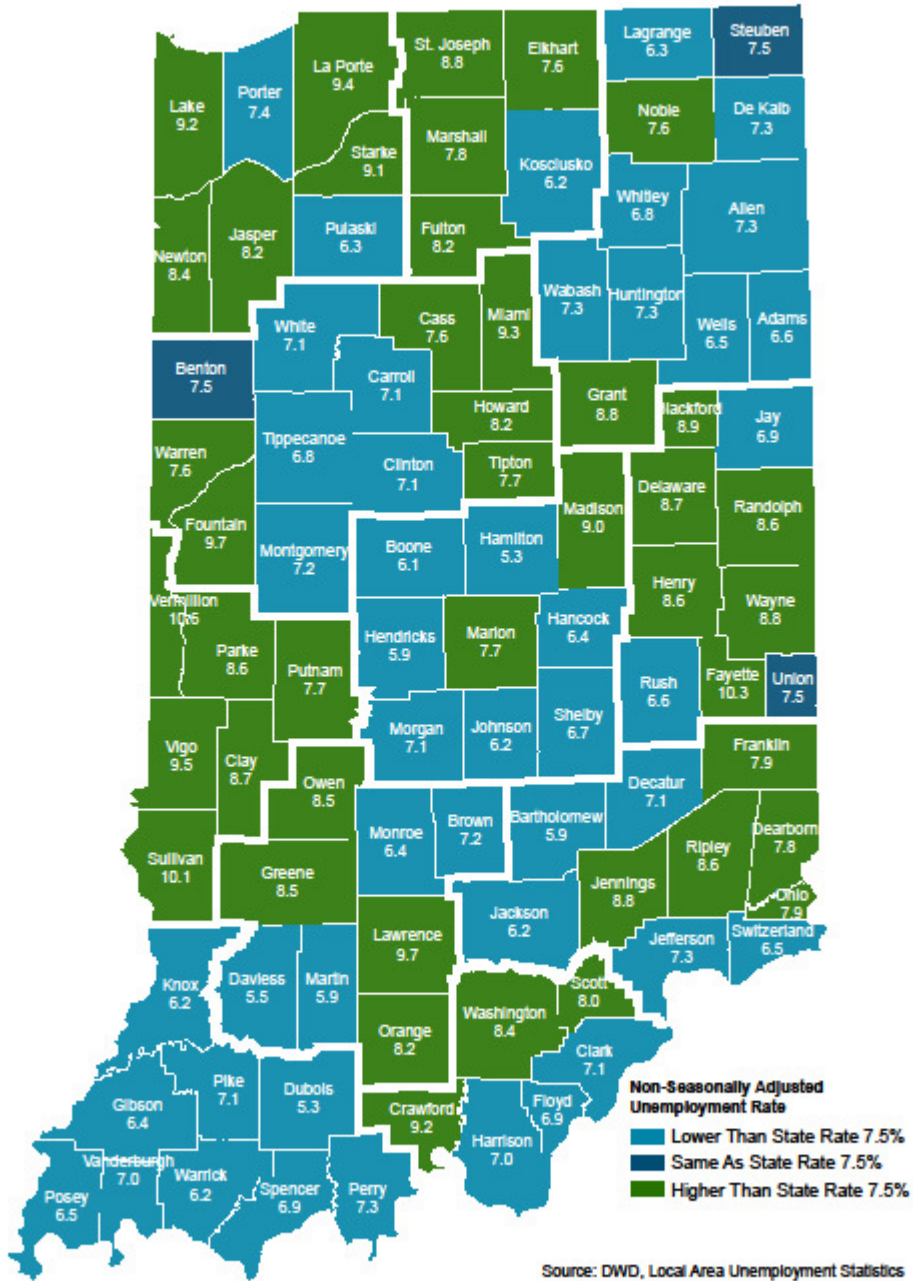 St. Joseph
8.8
Elkhart
7.6
Lagrange
6.3
Steuben
7.5
La Porte
9.4
Porter
7.4
Lake
9.2
Noble
7.6
De Kalb
7.3
Marshall
7.8
Starke
9.1
Kosciusko
6.2
Whitley
6.8
Allen
7.3
Pulaski
6.3
Fulton
8.2
Jasper
8.2
Newton
8.4
Wabash
7.3
Huntington
7.3
Wells
6.5
Adams
6.6
White
7.1
Cass
7.6
Miami
9.3
Benton
7.5
Carroll
7.1
Grant
8.8
Howard
8.2
Blackford
8.9
Jay
6.9
Tippecanoe
6.8
Warren
7.6
Clinton
7.1
Tipton
7.7
Delaware
8.7
Madison
9.0
Randolph
8.6
Fountain
9.7
Montgomery
7.2
Boone
6.1
Hamilton
5.3
Henry
8.6
Wayne
8.8
Vermillion
10.6
Hendricks
5.9
Marion
7.7
Hancock
6.4
Parke
8.6
Putnam
7.7
Rush
6.6
Fayette
10.3
Union
7.5
Morgan
7.1
Johnson
6.2
Shelby
6.7
Vigo
9.5
Clay
8.7
Franklin
7.9
Owen
8.5
Decatur
7.1
Monroe
6.4
Brown
7.2
Bartholomew
5.9
Dearborn
7.8
Ripley
8.6
Sullivan
10.1
Greene
8.5
Jennings
8.8
Ohio
7.9
Jackson
6.2
Lawrence
9.7
Jefferson
7.3
Switzerland
6.5
Daviess
5.5
Martin
5.9
Knox
6.2
Scott
8.0
Washington
8.4
Orange
8.2
Clark
7.1
Pike
7.1
Dubois
5.3
Crawford
9.2
Floyd
6.9
Gibson
6.4
Harrison
7.0
Vanderburgh
7.0
Warrick
6.2
Spencer
6.9
Perry
7.3
Posey
6.5
Non-Seasonally Adjusted
Unemployment Rate
Lower Than State Rate 7.5%
Same As State Rate 7.5%
Higher Than State Rate 7.5%
Source: DWD, Local Area Unemployment Statistics